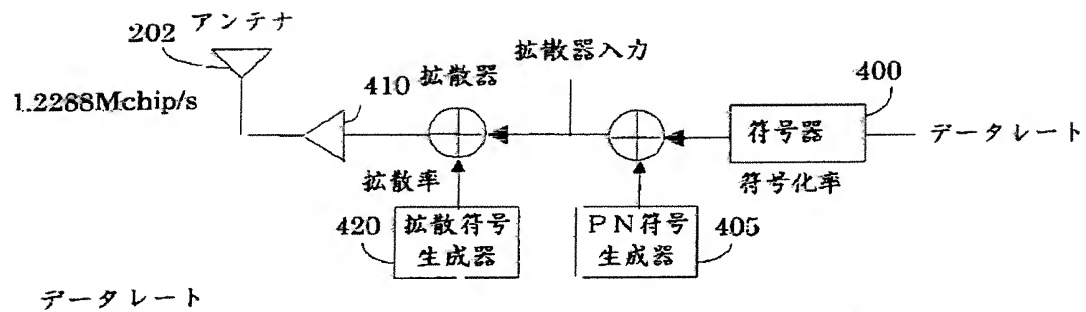 202 アンテナ
1.2288Mchip/s
410 拡散器
拡散器入力
400
符号器
データレート
拡散率
符号化率
420
拡散符号
生成器
PN符号
生成器
405
データレート